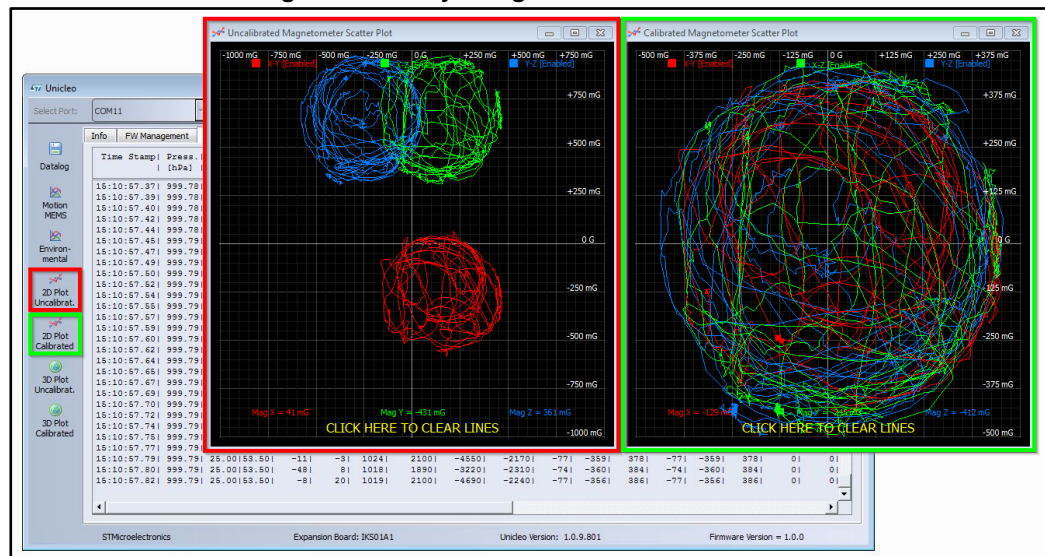 Uncalibrated Magnetometer Scatter Plot
-1000 mG -750 mG -500 mG -250 mG 0 G +250 mG +500 mG +750 mG
X-Y [Enabled] X-Z [Enabled] Y-Z [Enabled]
+750 mG
+500 mG
+250 mG
0 G
-250 mG
-500 mG
-750 mG
Mag X = 41 mG Mag Y = -431 mG Mag Z = 361 mG
CLICK HERE TO CLEAR LINES
-1000 mG
Calibrated Magnetometer Scatter Plot
-500 mG -375 mG -250 mG -125 mG 0 G +125 mG +250 mG +375 mG
X-Y [Enabled] X-Z [Enabled] Y-Z [Enabled]
+375 mG
+250 mG
+125 mG
0 G
-125 mG
-250 mG
-375 mG
Mag Z = -412 mG
CLICK HERE TO CLEAR LINES
-500 mG
Unicleo
Select Port: COM11
Info FW Management
Datalog
Motion
MEMS
Environ-
mental
2D Plot
Uncalibrat.
2D Plot
Calibrated
3D Plot
Uncalibrat.
3D Plot
Calibrated
Time Stamp| Press.|
| [hPa] |
15:10:57.37| 999.78|
15:10:57.39| 999.78|
15:10:57.40| 999.78|
15:10:57.42| 999.78|
15:10:57.44| 999.78|
15:10:57.45| 999.79|
15:10:57.47| 999.79|
15:10:57.49| 999.79|
15:10:57.50| 999.79|
15:10:57.52| 999.79|
15:10:57.54| 999.79|
15:10:57.55| 999.79|
15:10:57.57| 999.79|
15:10:57.59| 999.79|
15:10:57.60| 999.79|
15:10:57.62| 999.79|
15:10:57.64| 999.79|
15:10:57.65| 999.79|
15:10:57.67| 999.79|
15:10:57.69| 999.79|
15:10:57.70| 999.79|
15:10:57.72| 999.79|
15:10:57.74| 999.79|
15:10:57.75| 999.79|
15:10:57.77| 999.79|
15:10:57.79| 999.79| 25.00|53.50| -11| -3| 1024| 2100| -4550| -2170| -77| -359| 378| -77| -359| 378| 0| 0|
15:10:57.80| 999.79| 25.00|53.50| -48| 8| 1018| 1890| -3220| -2310| -74| -360| 384| -74| -360| 384| 0| 0|
15:10:57.82| 999.79| 25.00|53.50| -8| 20| 1019| 2100| -4690| -2240| -77| -356| 386| -77| -356| 386| 0| 0|
STMicroelectronics Expansion Board: IKS01A1 Unicleo Version: 1.0.9.801 Firmware Version = 1.0.0